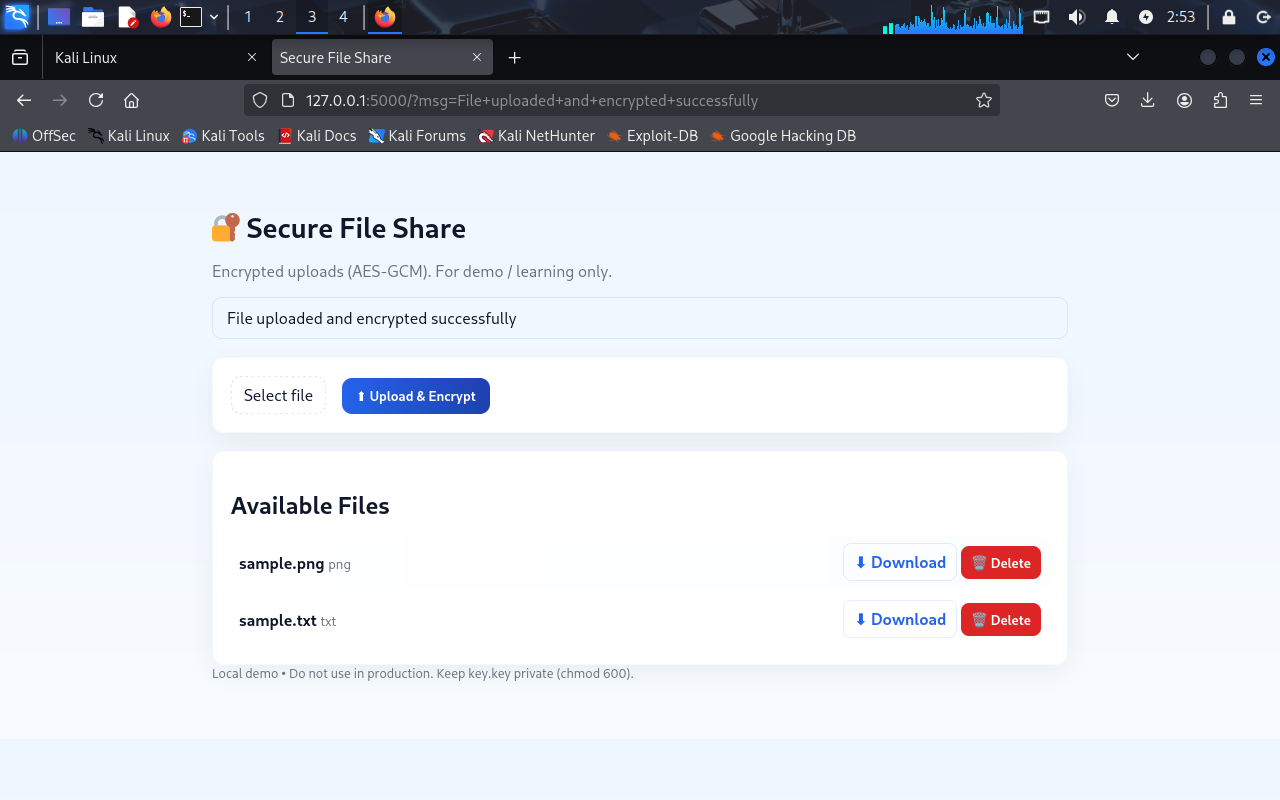 1 2 3 4 2:53
Kali Linux Secure File Share
127.0.0.1:5000/?msg=File+uploaded+and+encrypted+successfully
OffSec Kali Linux Kali Tools Kali Docs Kali Forums Kali NetHunter Exploit-DB Google Hacking DB
Secure File Share
Encrypted uploads (AES-GCM). For demo / learning only.
File uploaded and encrypted successfully
Select file ⬆ Upload & Encrypt
Available Files
sample.png png ⬇ Download 🗑 Delete
sample.txt txt ⬇ Download 🗑 Delete
Local demo • Do not use in production. Keep key.key private (chmod 600).